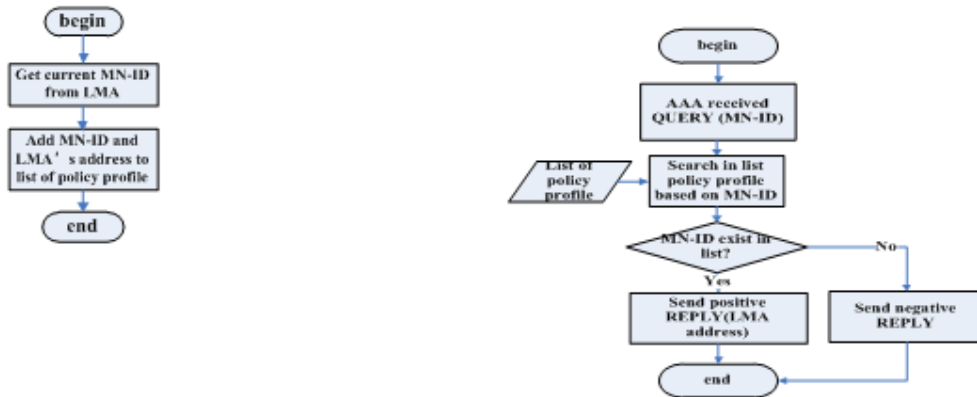 begin
Get current MN-ID
from LMA
Add MN-ID and
LMA's address to
list of policy profile
end
begin
AAA received
QUERY (MN-ID)
List of
policy
profile
Search in list
policy profile
based on MN-ID
MN-ID exist in
list?
No
Yes
Send positive
REPLY(LMA
address)
Send negative
REPLY
end